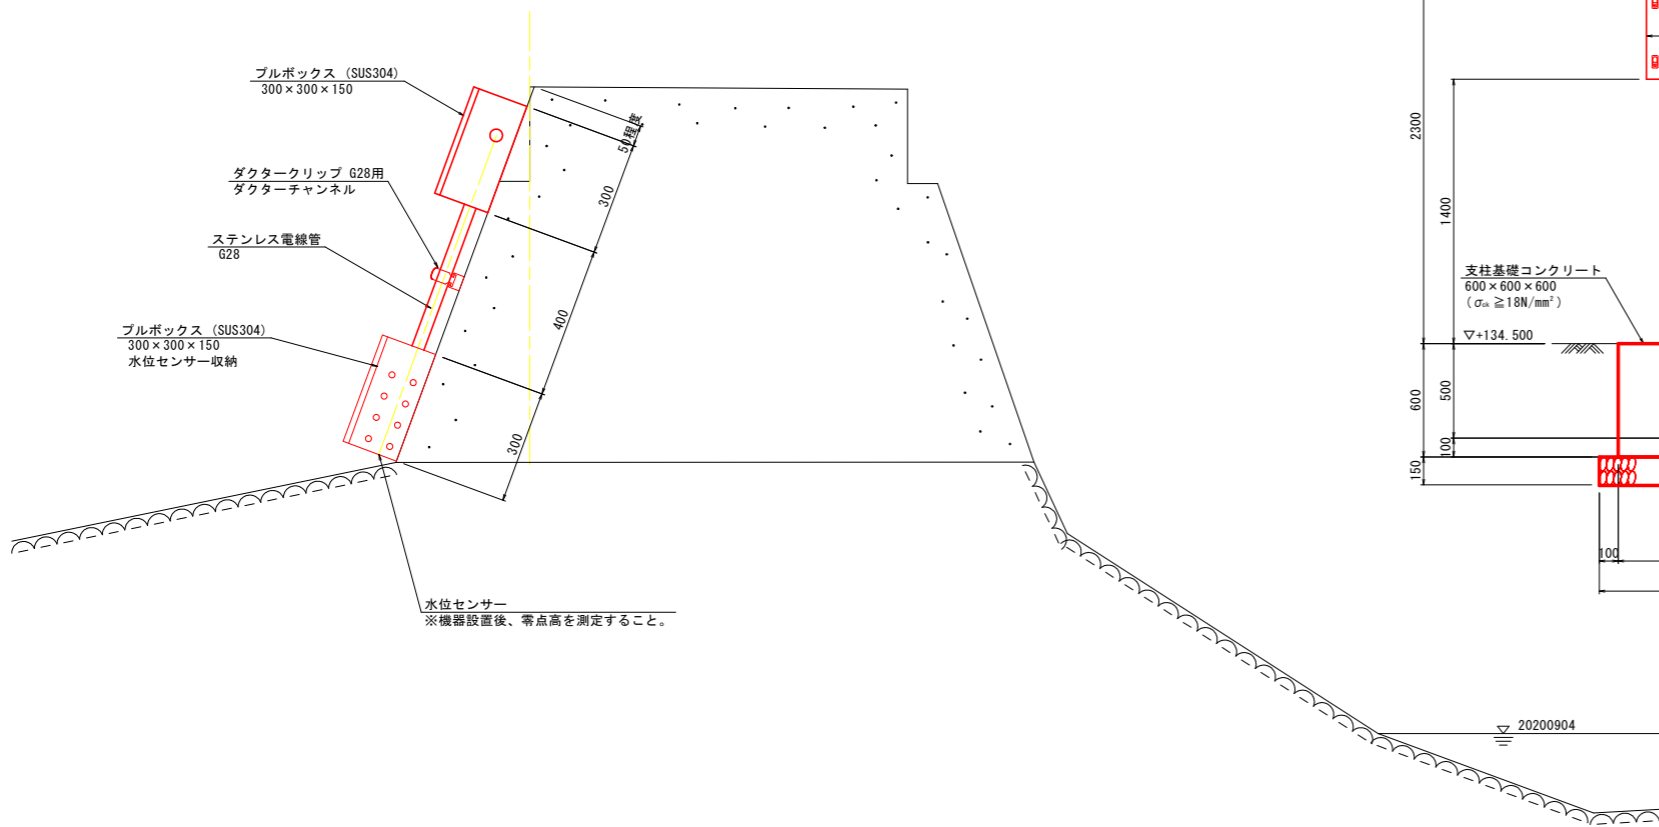 プルボックス (SUS304)
300×300×150
ダクタークリップ G28用
ダクターチャンネル
ステンレス電線管
G28
プルボックス (SUS304)
300×300×150
水位センサー収納
50程度
300
400
300
水位センサー
※機器設置後、零点高を測定すること。
2300
1400
支柱基礎コンクリート
600×600×600
(σck ≧18N/mm²)
▽+134.500
600
500
100
150
100
20200904